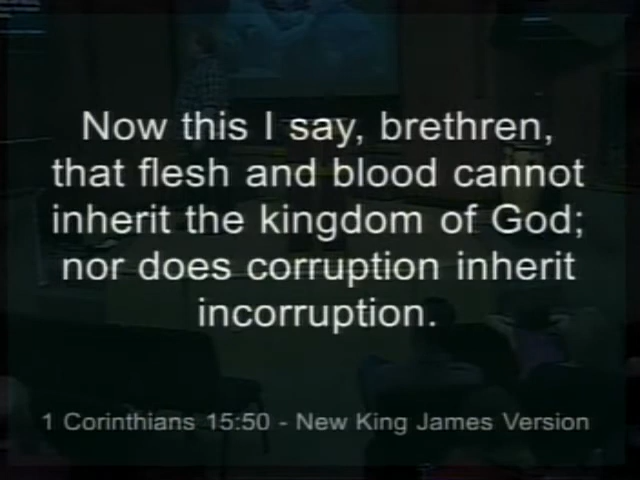 Now this I say, brethren,
that flesh and blood cannot
inherit the kingdom of God;
nor does corruption inherit
incorruption.
1 Corinthians 15:50 - New King James Version